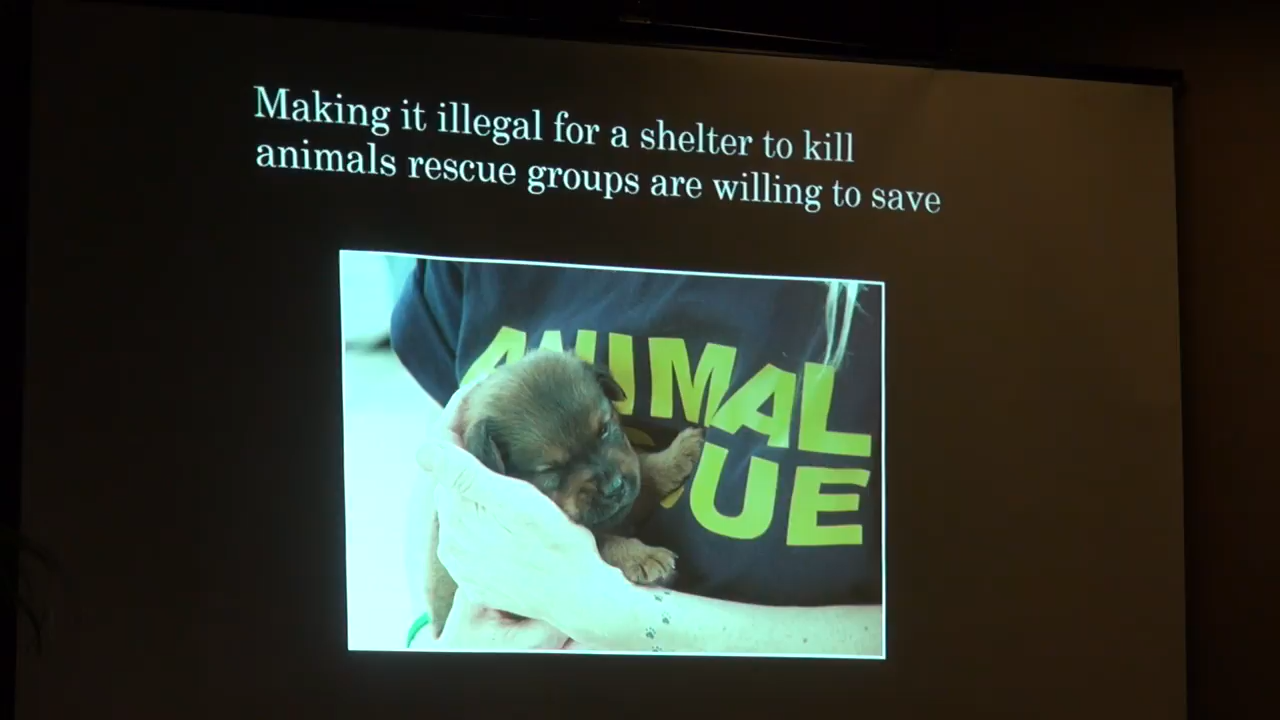 Making it illegal for a shelter to kill
animals rescue groups are willing to save
ANIMAL
UE